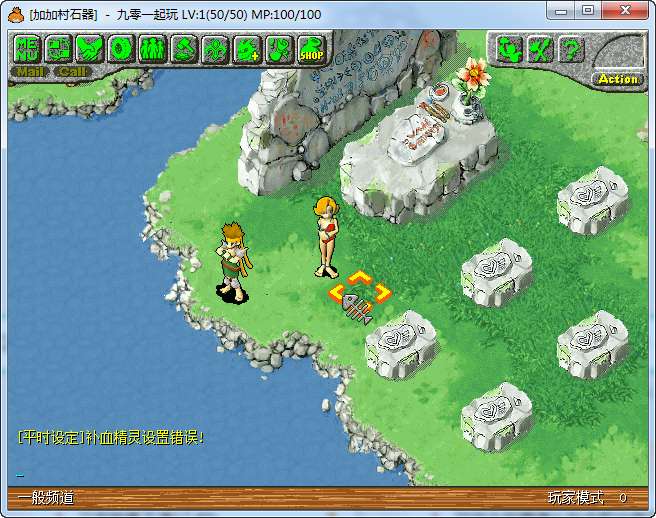 [加加村石器] - 九零一起玩 LV:1(50/50) MP:100/100
MENU
SHOP
Mail Call
Action
[平时设定]补血精灵设置错误!
一般频道
玩家模式 0